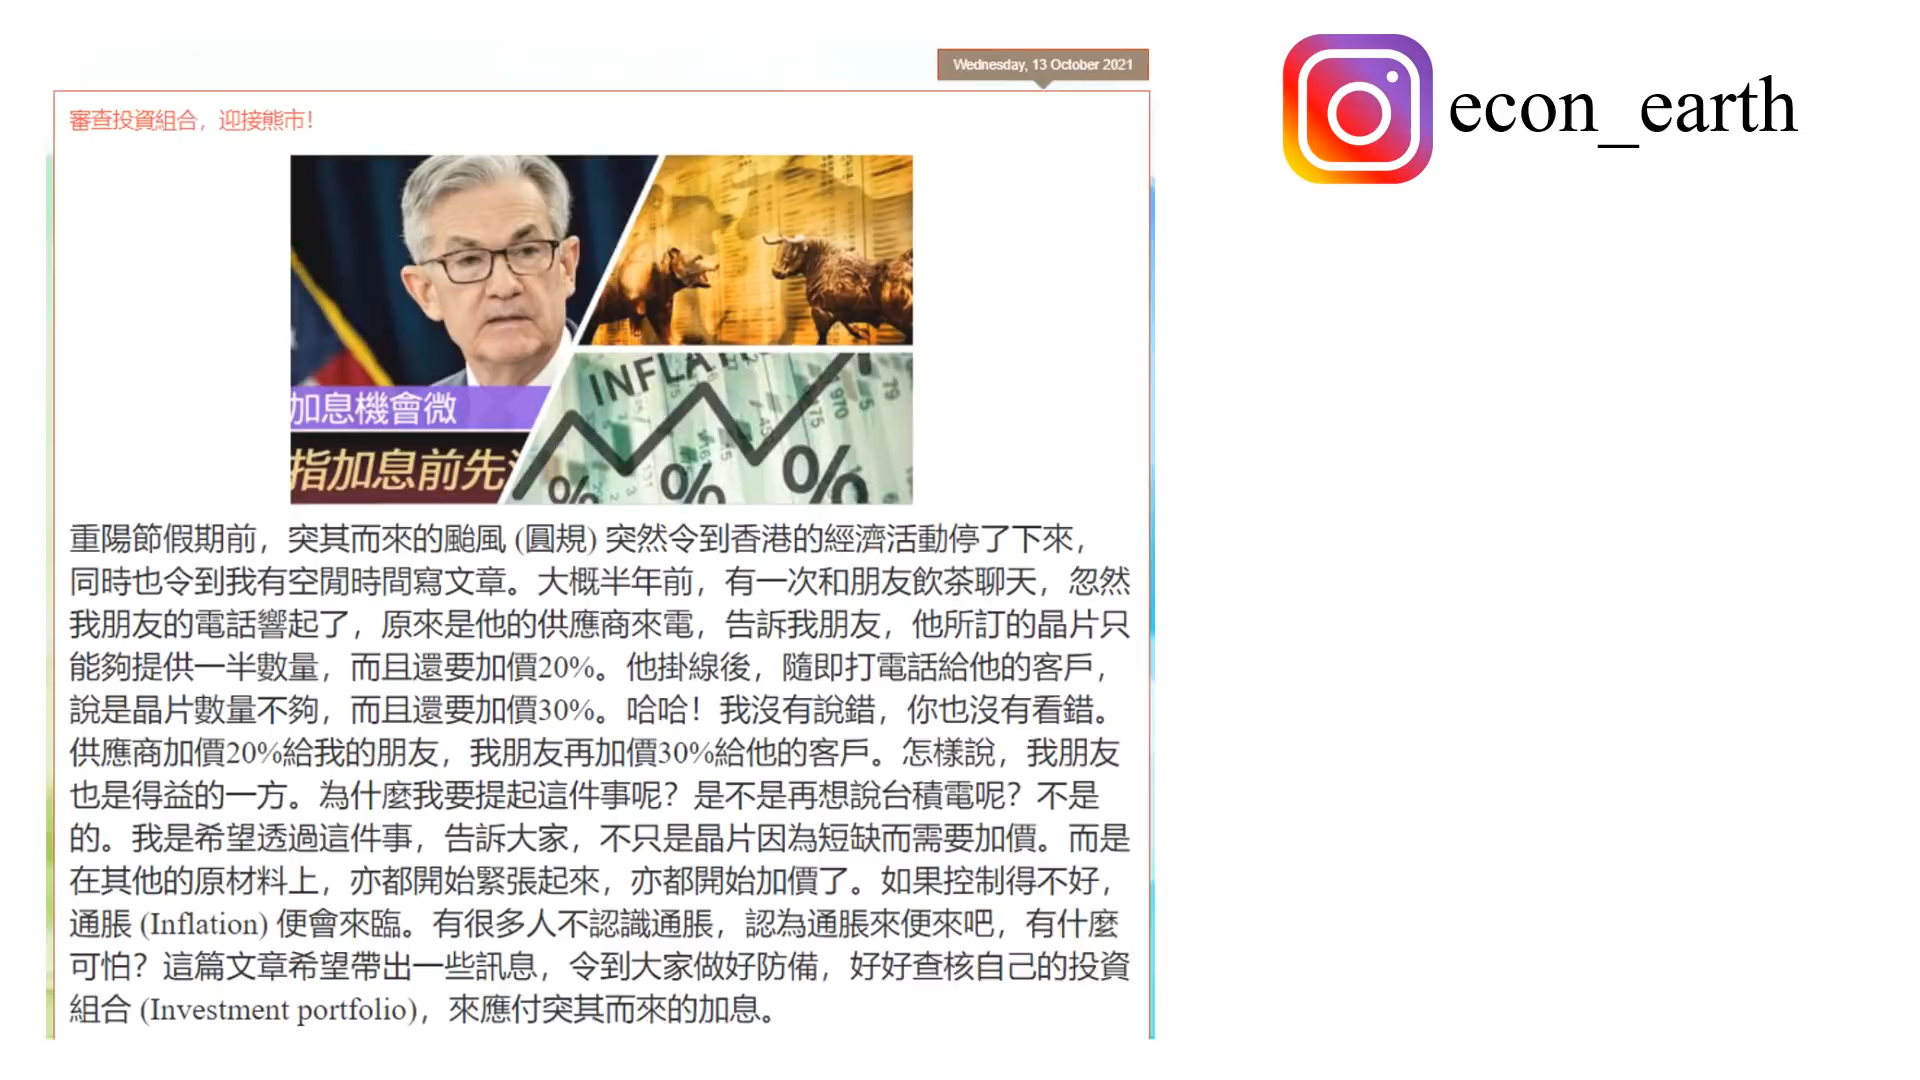 Wednesday, 13 October 2021
econ_earth
審查投資組合，迎接熊市！
加息機會微
指加息前先
INFLA
%
%
%
重陽節假期前，突其而來的颱風 (圓規) 突然令到香港的經濟活動停了下來，
同時也令到我有空閒時間寫文章。大概半年前，有一次和朋友飲茶聊天，忽然
我朋友的電話響起了，原來是他的供應商來電，告訴我朋友，他所訂的晶片只
能夠提供一半數量，而且還要加價20%。他掛線後，隨即打電話給他的客戶，
說是晶片數量不夠，而且還要加價30%。哈哈！我沒有說錯，你也沒有看錯。
供應商加價20%給我的朋友，我朋友再加價30%給他的客戶。怎樣說，我朋友
也是得益的一方。為什麼我要提起這件事呢？是不是再想說台積電呢？不是
的。我是希望透過這件事，告訴大家，不只是晶片因為短缺而需要加價。而是
在其他的原材料上，亦都開始緊張起來，亦都開始加價了。如果控制得不好，
通脹 (Inflation) 便會來臨。有很多人不認識通脹，認為通脹來便來吧，有什麼
可怕？這篇文章希望帶出一些訊息，令到大家做好防備，好好查核自己的投資
組合 (Investment portfolio)，來應付突其而來的加息。